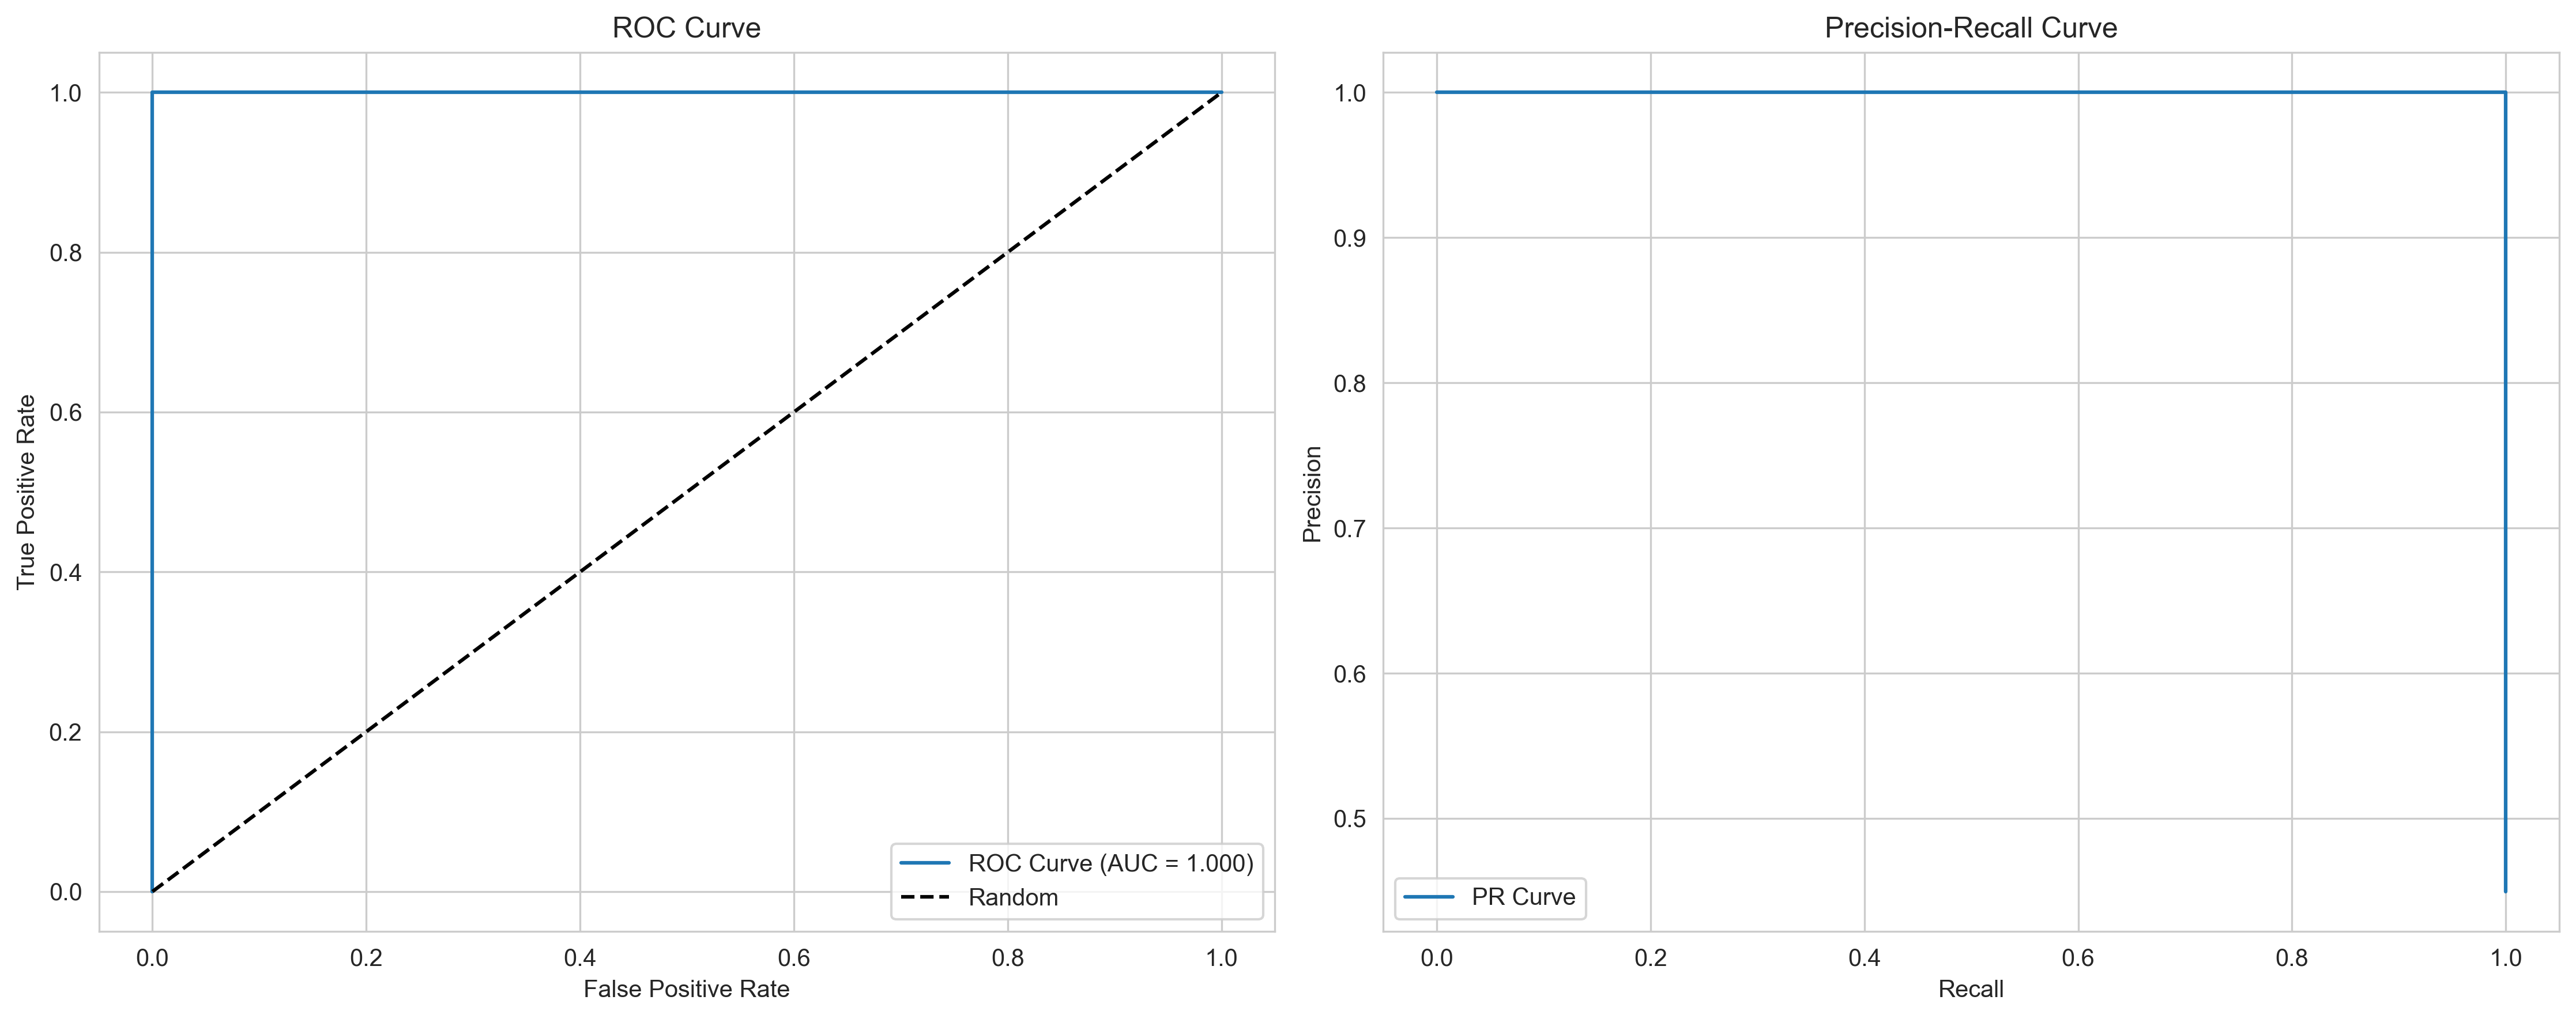 ROC Curve
1.0
0.8
0.6
0.4
0.2
0.0
True Positive Rate
0.0 0.2 0.4 0.6 0.8 1.0
False Positive Rate
ROC Curve (AUC = 1.000)
Random
Precision-Recall Curve
1.0
0.9
0.8
0.7
0.6
0.5
Precision
0.0 0.2 0.4 0.6 0.8 1.0
Recall
PR Curve